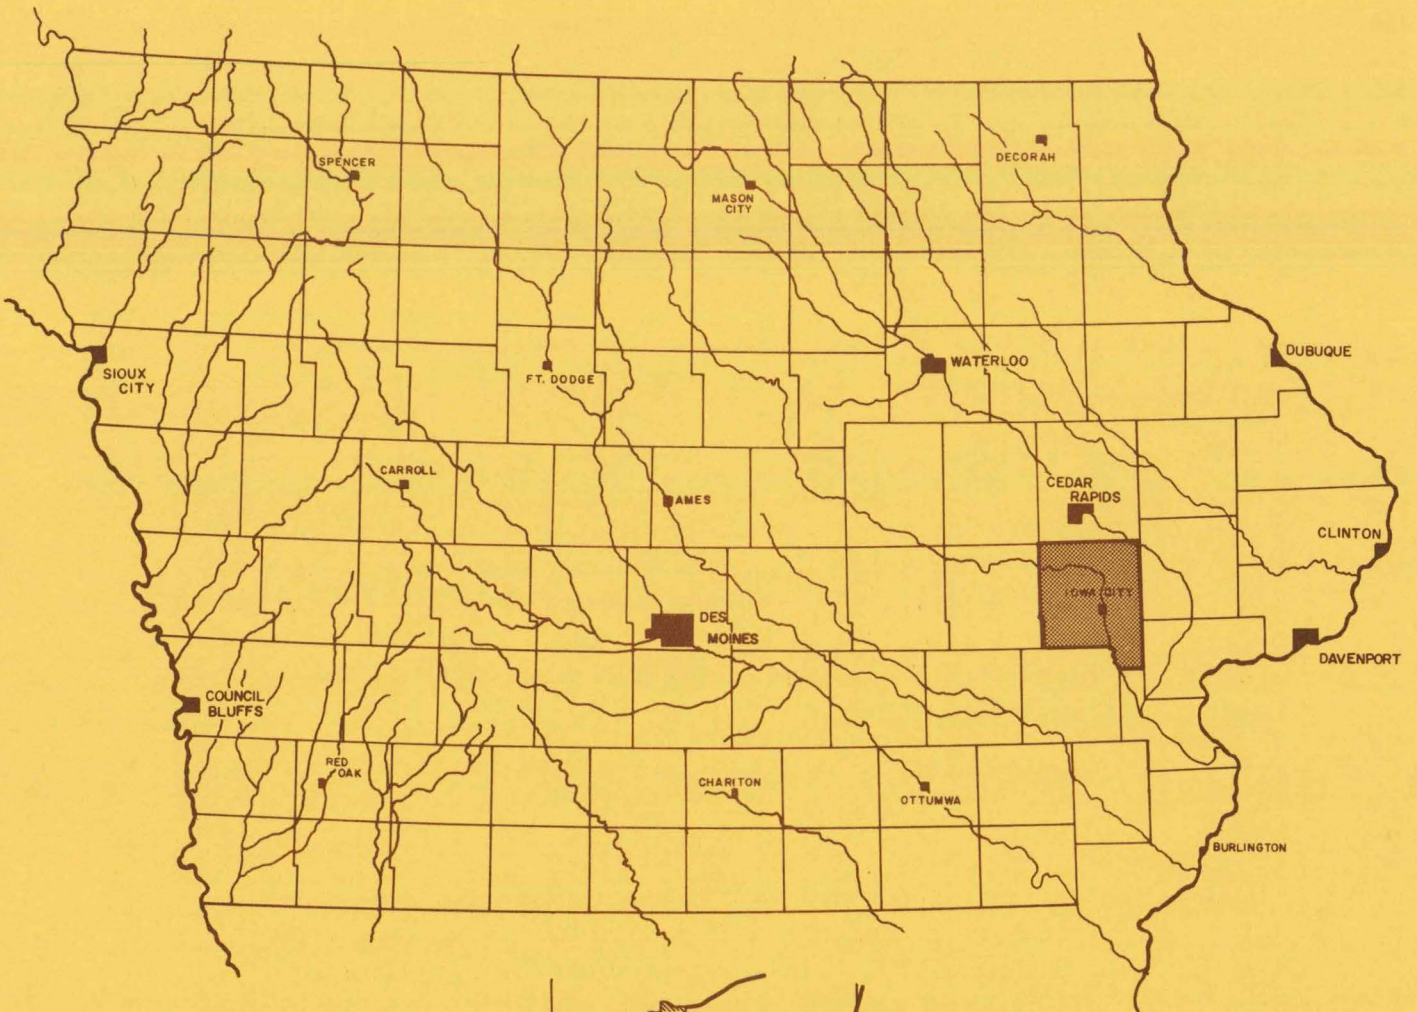 SPENCER
DECORAH
MASON
CITY
SIOUX
CITY
FT. DODGE
WATERLOO
DUBUQUE
CARROLL
AMES
CEDAR
RAPIDS
CLINTON
IOWA CITY
DES
MOINES
DAVENPORT
COUNCIL
BLUFFS
RED
OAK
CHARITON
OTTUMWA
BURLINGTON